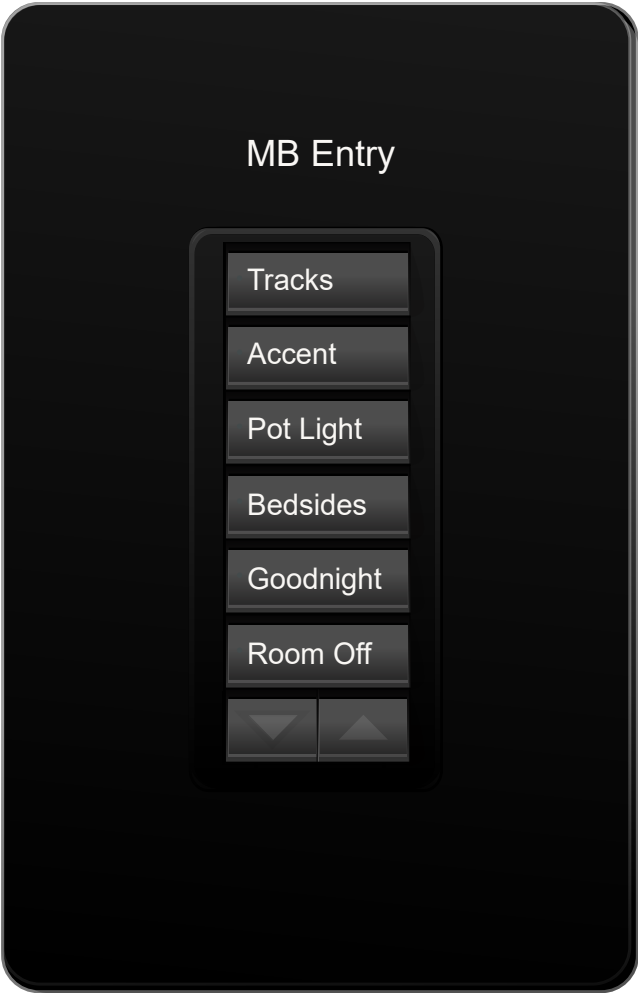 MB Entry
Tracks
Accent
Pot Light
Bedsides
Goodnight
Room Off